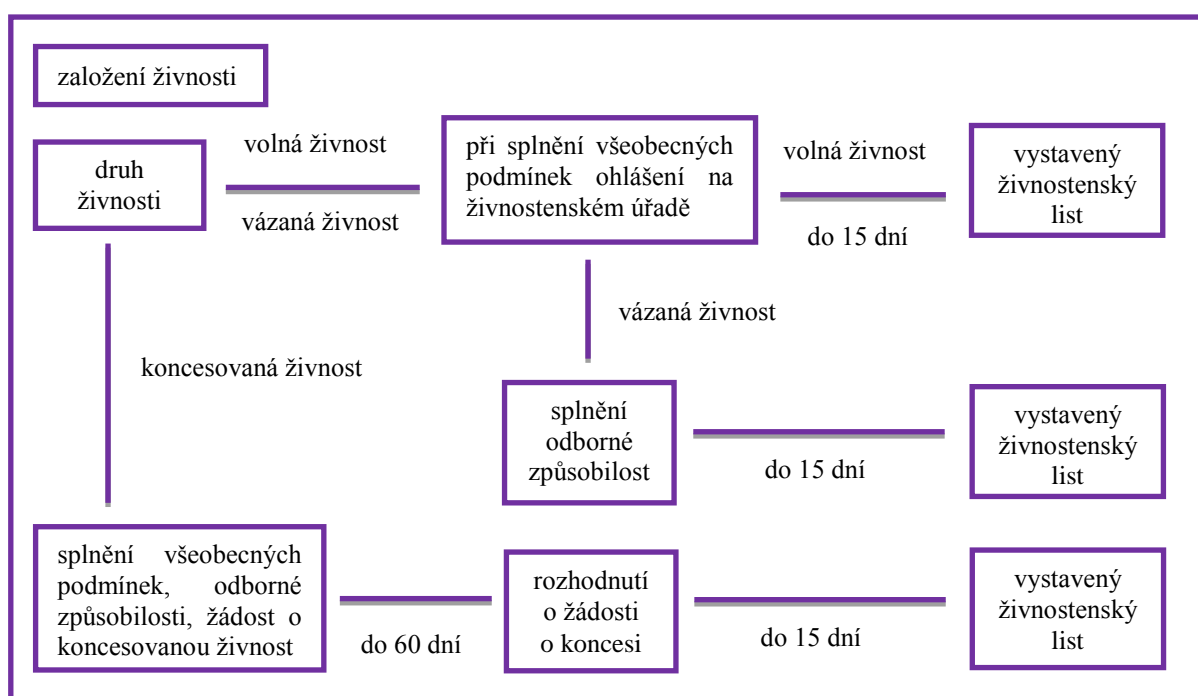 založení živnosti
druh
živnosti
volná živnost
vázaná živnost
při splnění všeobecných
podmínek ohlášení na
živnostenském úřadě
volná živnost
do 15 dní
vystavený
živnostenský
list
vázaná živnost
koncesovaná živnost
splnění
odborné
způsobilost
do 15 dní
vystavený
živnostenský
list
splnění všeobecných
podmínek, odborné
způsobilosti, žádost o
koncesovanou živnost
do 60 dní
rozhodnutí
o žádosti
o koncesi
do 15 dní
vystavený
živnostenský
list